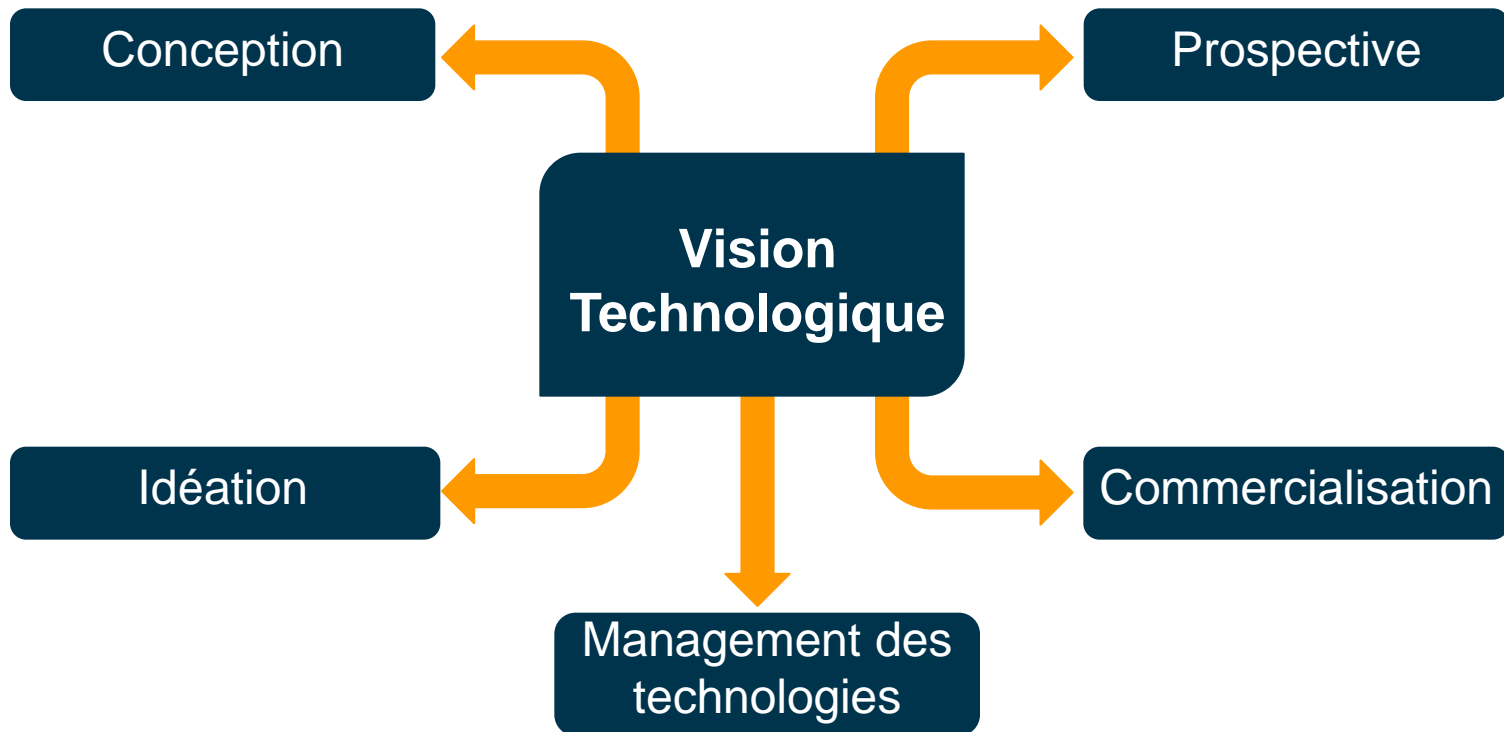 Conception
Prospective
Vision
Technologique
Idéation
Commercialisation
Management des
technologies